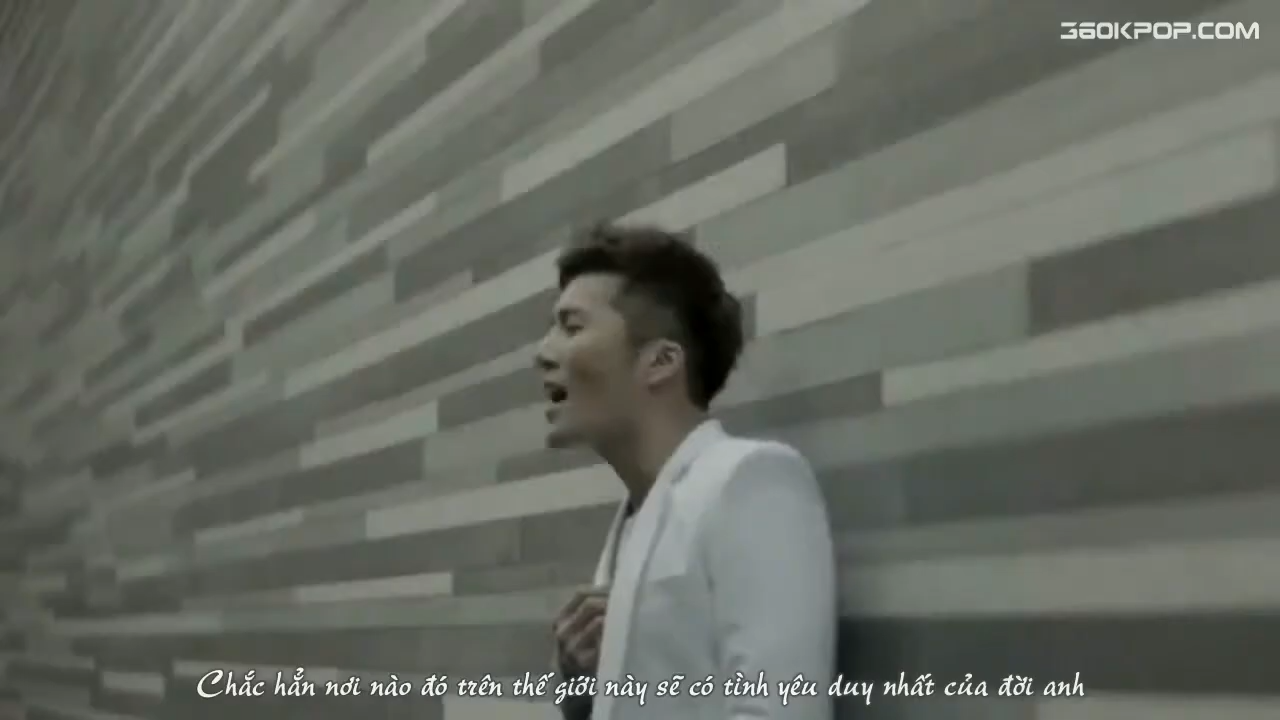 360KPOP.COM
Chắc hẳn nơi nào đó trên thế giới này sẽ có tình yêu duy nhất của đời anh